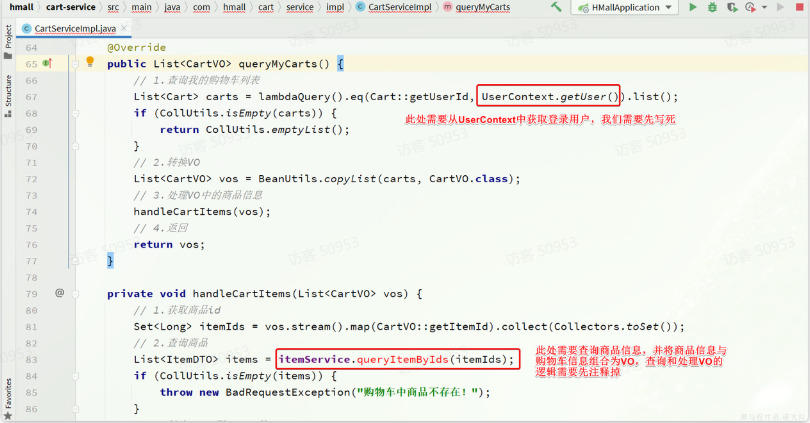 hmall › cart-service › src › main › java › com › hmall › cart › service › impl › CartServiceImpl › queryMyCarts
HMallApplication
Project
Structure
Favorites
CartServiceImpl.java
64 @Override
65 public List<CartVO> queryMyCarts() {
66 // 1.查询我的购物车列表
67 List<Cart> carts = lambdaQuery().eq(Cart::getUserId, UserContext.getUser()).list();
68 if (CollUtils.isEmpty(carts)) {
此处需要从UserContext中获取登录用户，我们需要先写死
69 return CollUtils.emptyList();
70 }
71 // 2.转换VO
72 List<CartVO> vos = BeanUtils.copyList(carts, CartVO.class);
73 // 3.处理VO中的商品信息
74 handleCartItems(vos);
75 // 4.返回
76 return vos;
77 }
78
79 @ private void handleCartItems(List<CartVO> vos) {
80 // 1.获取商品id
81 Set<Long> itemIds = vos.stream().map(CartVO::getItemId).collect(Collectors.toSet());
82 // 2.查询商品
83 List<ItemDTO> items = itemService.queryItemByIds(itemIds);
此处需要查询商品信息，并将商品信息与
购物车信息组合为VO，查询和处理VO的
逻辑需要先注释掉
84 if (CollUtils.isEmpty(items)) {
85 throw new BadRequestException("购物车中商品不存在！");
86 }
访客 50953
访客 50953
访客 50953
访客 50953
访客 50953
访客 50953